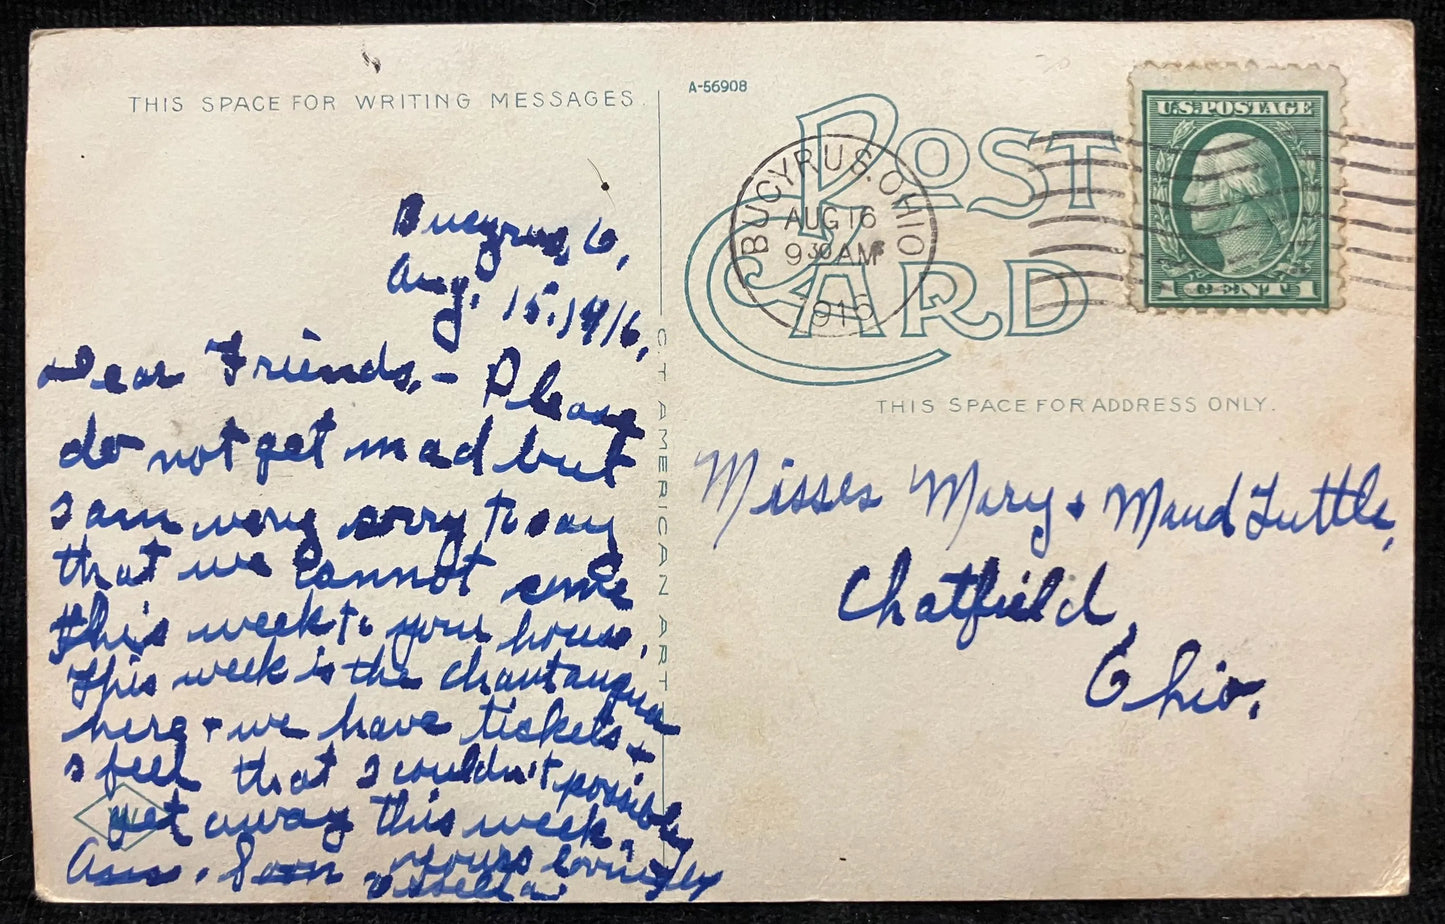 THIS SPACE FOR WRITING MESSAGES.
Bucyrus, O,
Aug. 15, 1916,
Dear Friends, - Please
do not get mad but
I am very sorry to say
that we cannot come
this week to your house.
This week is the chautauqua
here + we have tickets +
I feel that I couldn't possibly
get away this week.
Ans. Soon. yours lovingly
C. T. AMERICAN ART
A-56908
POST
CARD
BUCYRUS, OHIO
AUG 16
9 30 AM
1916
U.S. POSTAGE
1 CENT 1
THIS SPACE FOR ADDRESS ONLY.
Misses Mary + Maud Tuttle,
Chatfield,
Ohio.